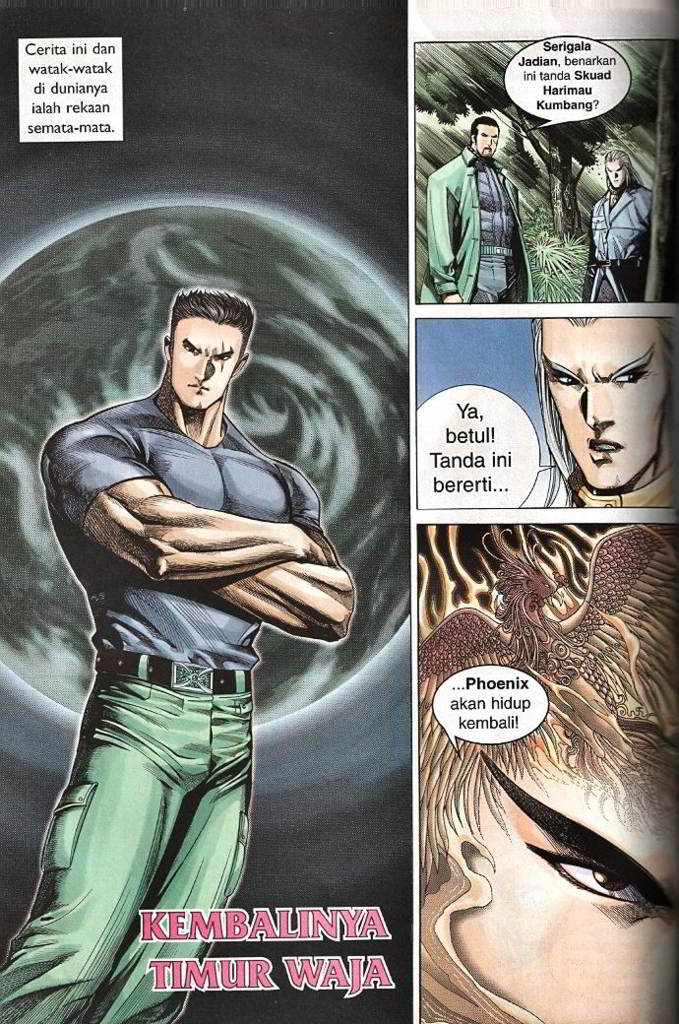 Cerita ini dan
watak-watak
di dunianya
ialah rekaan
semata-mata.
KEMBALINYA
TIMUR WAJA
Serigala
Jadian, benarkan
ini tanda Skuad
Harimau
Kumbang?
Ya,
betul!
Tanda ini
bererti...
...Phoenix
akan hidup
kembali!